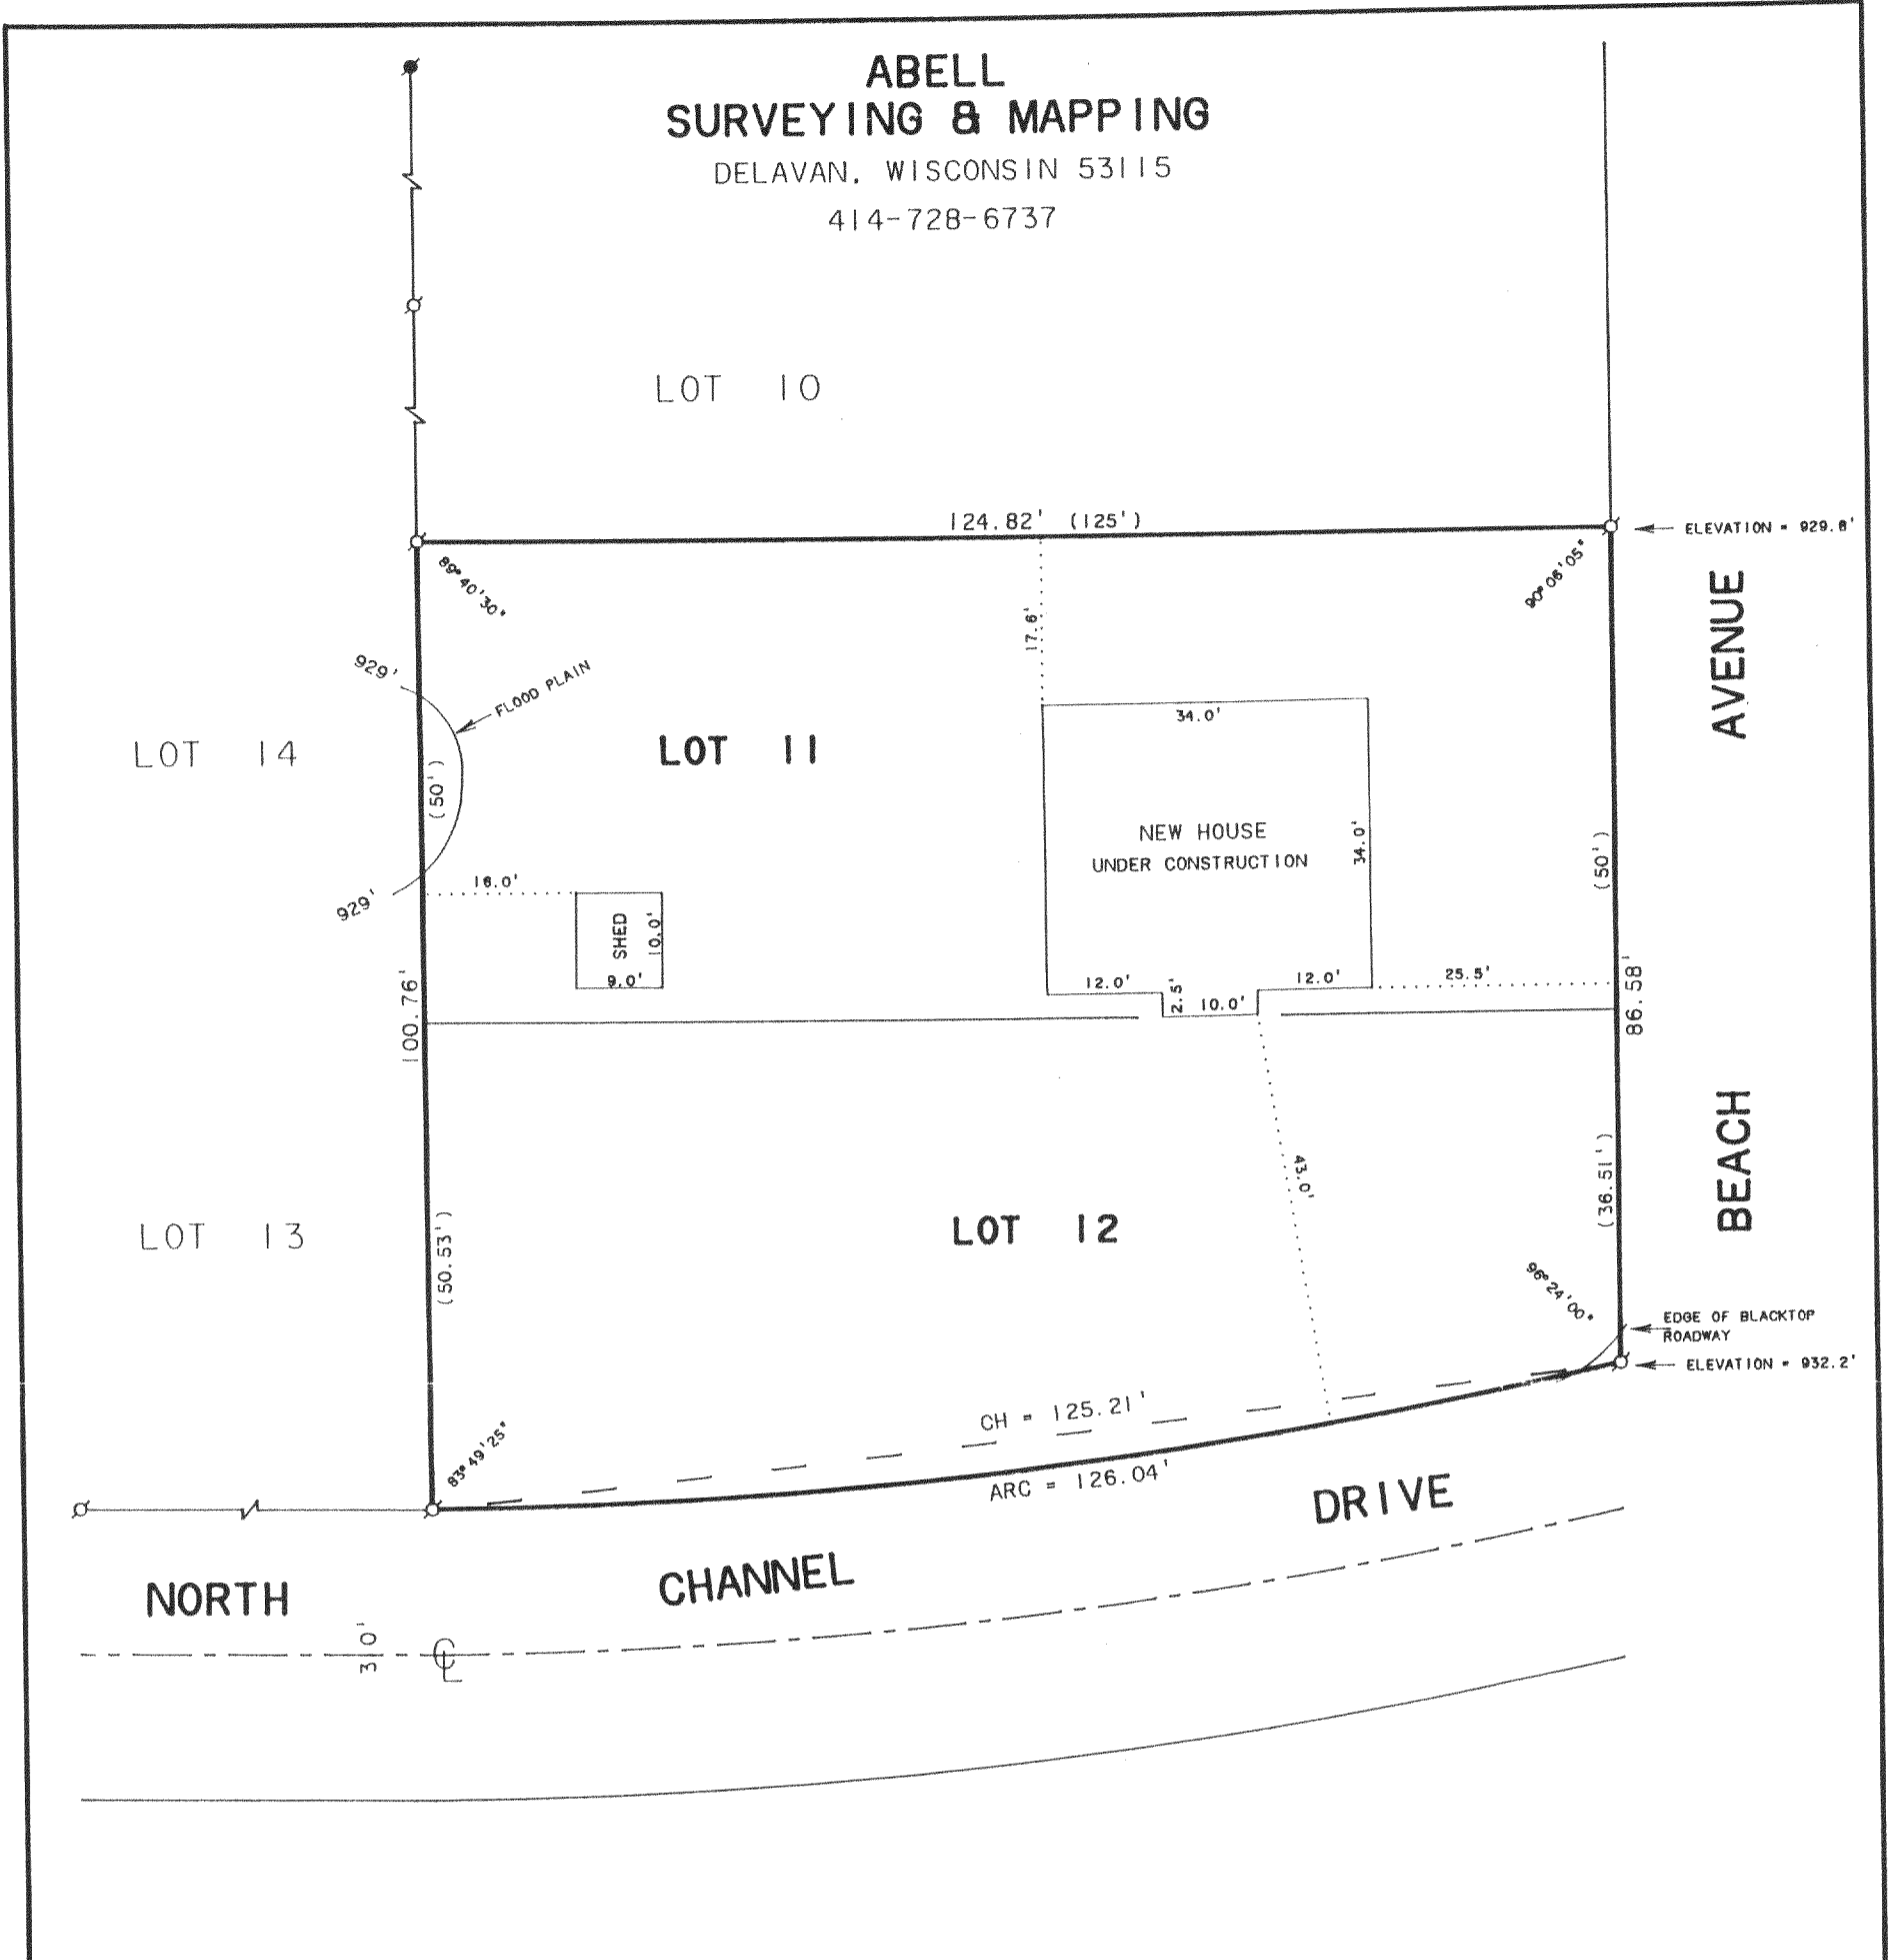 ABELL
SURVEYING & MAPPING
DELAVAN, WISCONSIN 53115
414-728-6737
LOT 10
124.82' (125')
ELEVATION = 929.8'
89°40'30"
90°06'05"
AVENUE
17.6'
929'
FLOOD PLAIN
34.0'
LOT 14
LOT 11
(50')
NEW HOUSE
UNDER CONSTRUCTION
34.0'
(50')
929'
16.0'
SHED
10.0'
9.0'
12.0'
2.5'
10.0'
12.0'
25.5'
100.76'
86.58'
BEACH
43.0'
(36.51')
LOT 13
(50.53')
LOT 12
96°24'00"
EDGE OF BLACKTOP
ROADWAY
ELEVATION = 932.2'
CH = 125.21'
83°49'25"
ARC = 126.04'
NORTH CHANNEL DRIVE
30'
CL